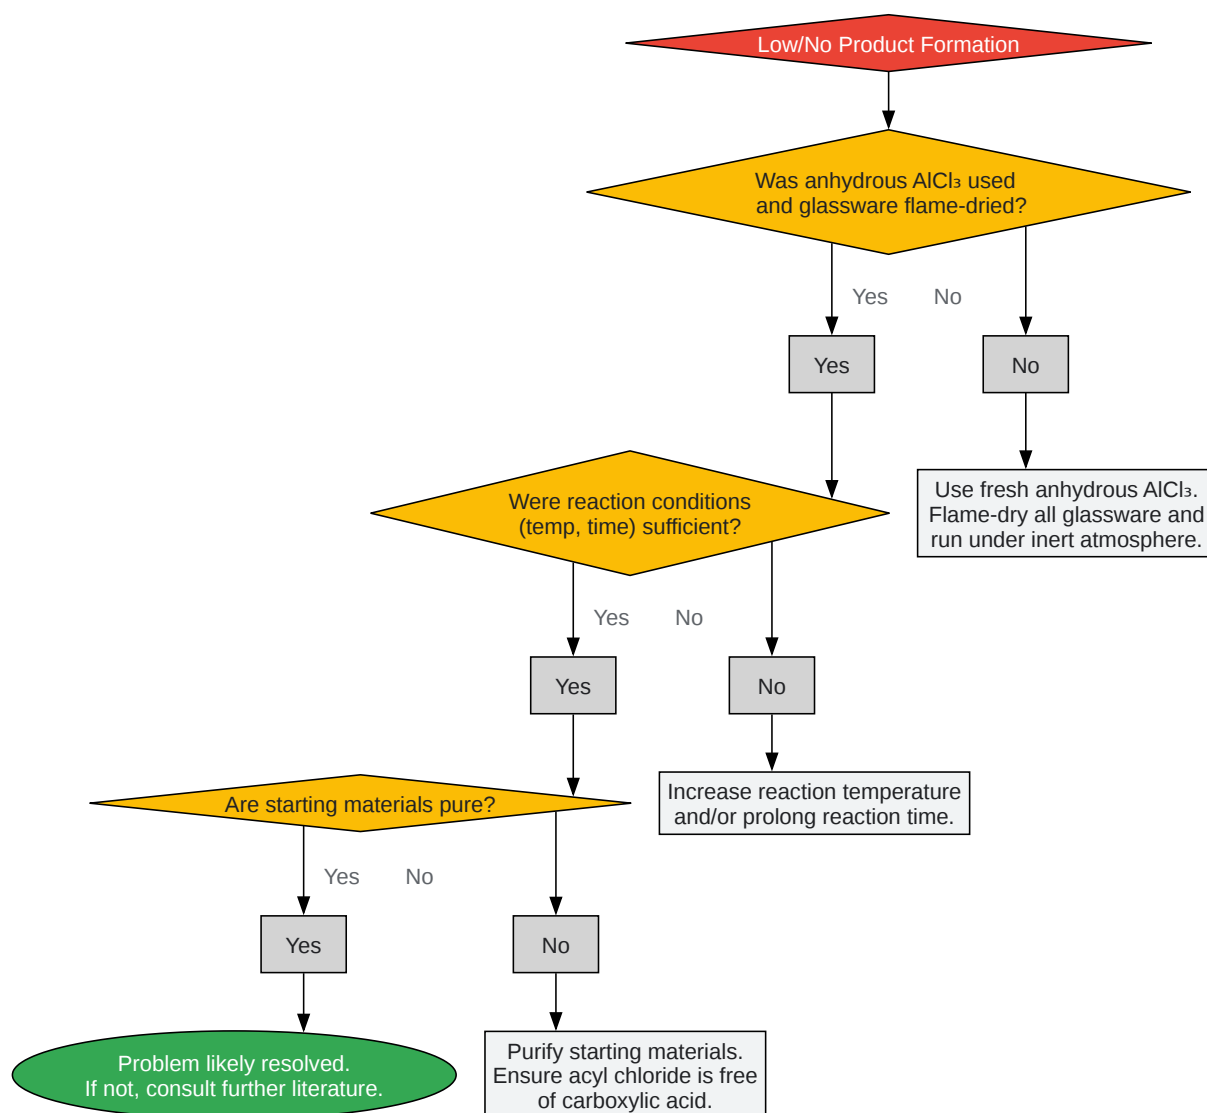 Low/No Product Formation
Was anhydrous AlCl₃ used
and glassware flame-dried?
Yes
No
Yes
No
Use fresh anhydrous AlCl₃.
Flame-dry all glassware and
run under inert atmosphere.
Were reaction conditions
(temp, time) sufficient?
Yes
No
Yes
No
Increase reaction temperature
and/or prolong reaction time.
Are starting materials pure?
Yes
No
Yes
No
Problem likely resolved.
If not, consult further literature.
Purify starting materials.
Ensure acyl chloride is free
of carboxylic acid.